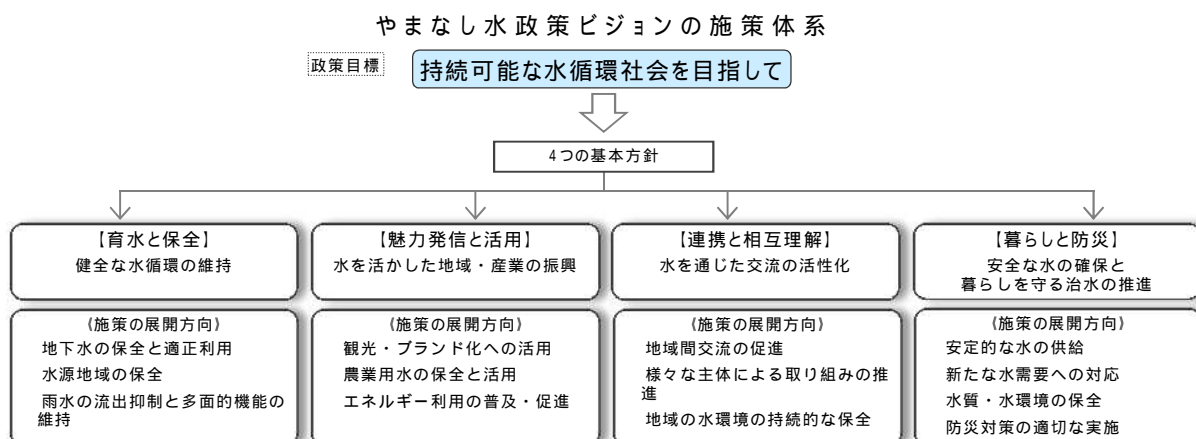 やまなし水政策ビジョンの施策体系
政策目標
持続可能な水循環社会を目指して
4つの基本方針
【育水と保全】
健全な水循環の維持
《施策の展開方向》
地下水の保全と適正利用
水源地域の保全
雨水の流出抑制と多面的機能の
維持
【魅力発信と活用】
水を活かした地域・産業の振興
《施策の展開方向》
観光・ブランド化への活用
農業用水の保全と活用
エネルギー利用の普及・促進
【連携と相互理解】
水を通じた交流の活性化
《施策の展開方向》
地域間交流の促進
様々な主体による取り組みの推
進
地域の水環境の持続的な保全
【暮らしと防災】
安全な水の確保と
暮らしを守る治水の推進
《施策の展開方向》
安定的な水の供給
新たな水需要への対応
水質・水環境の保全
防災対策の適切な実施